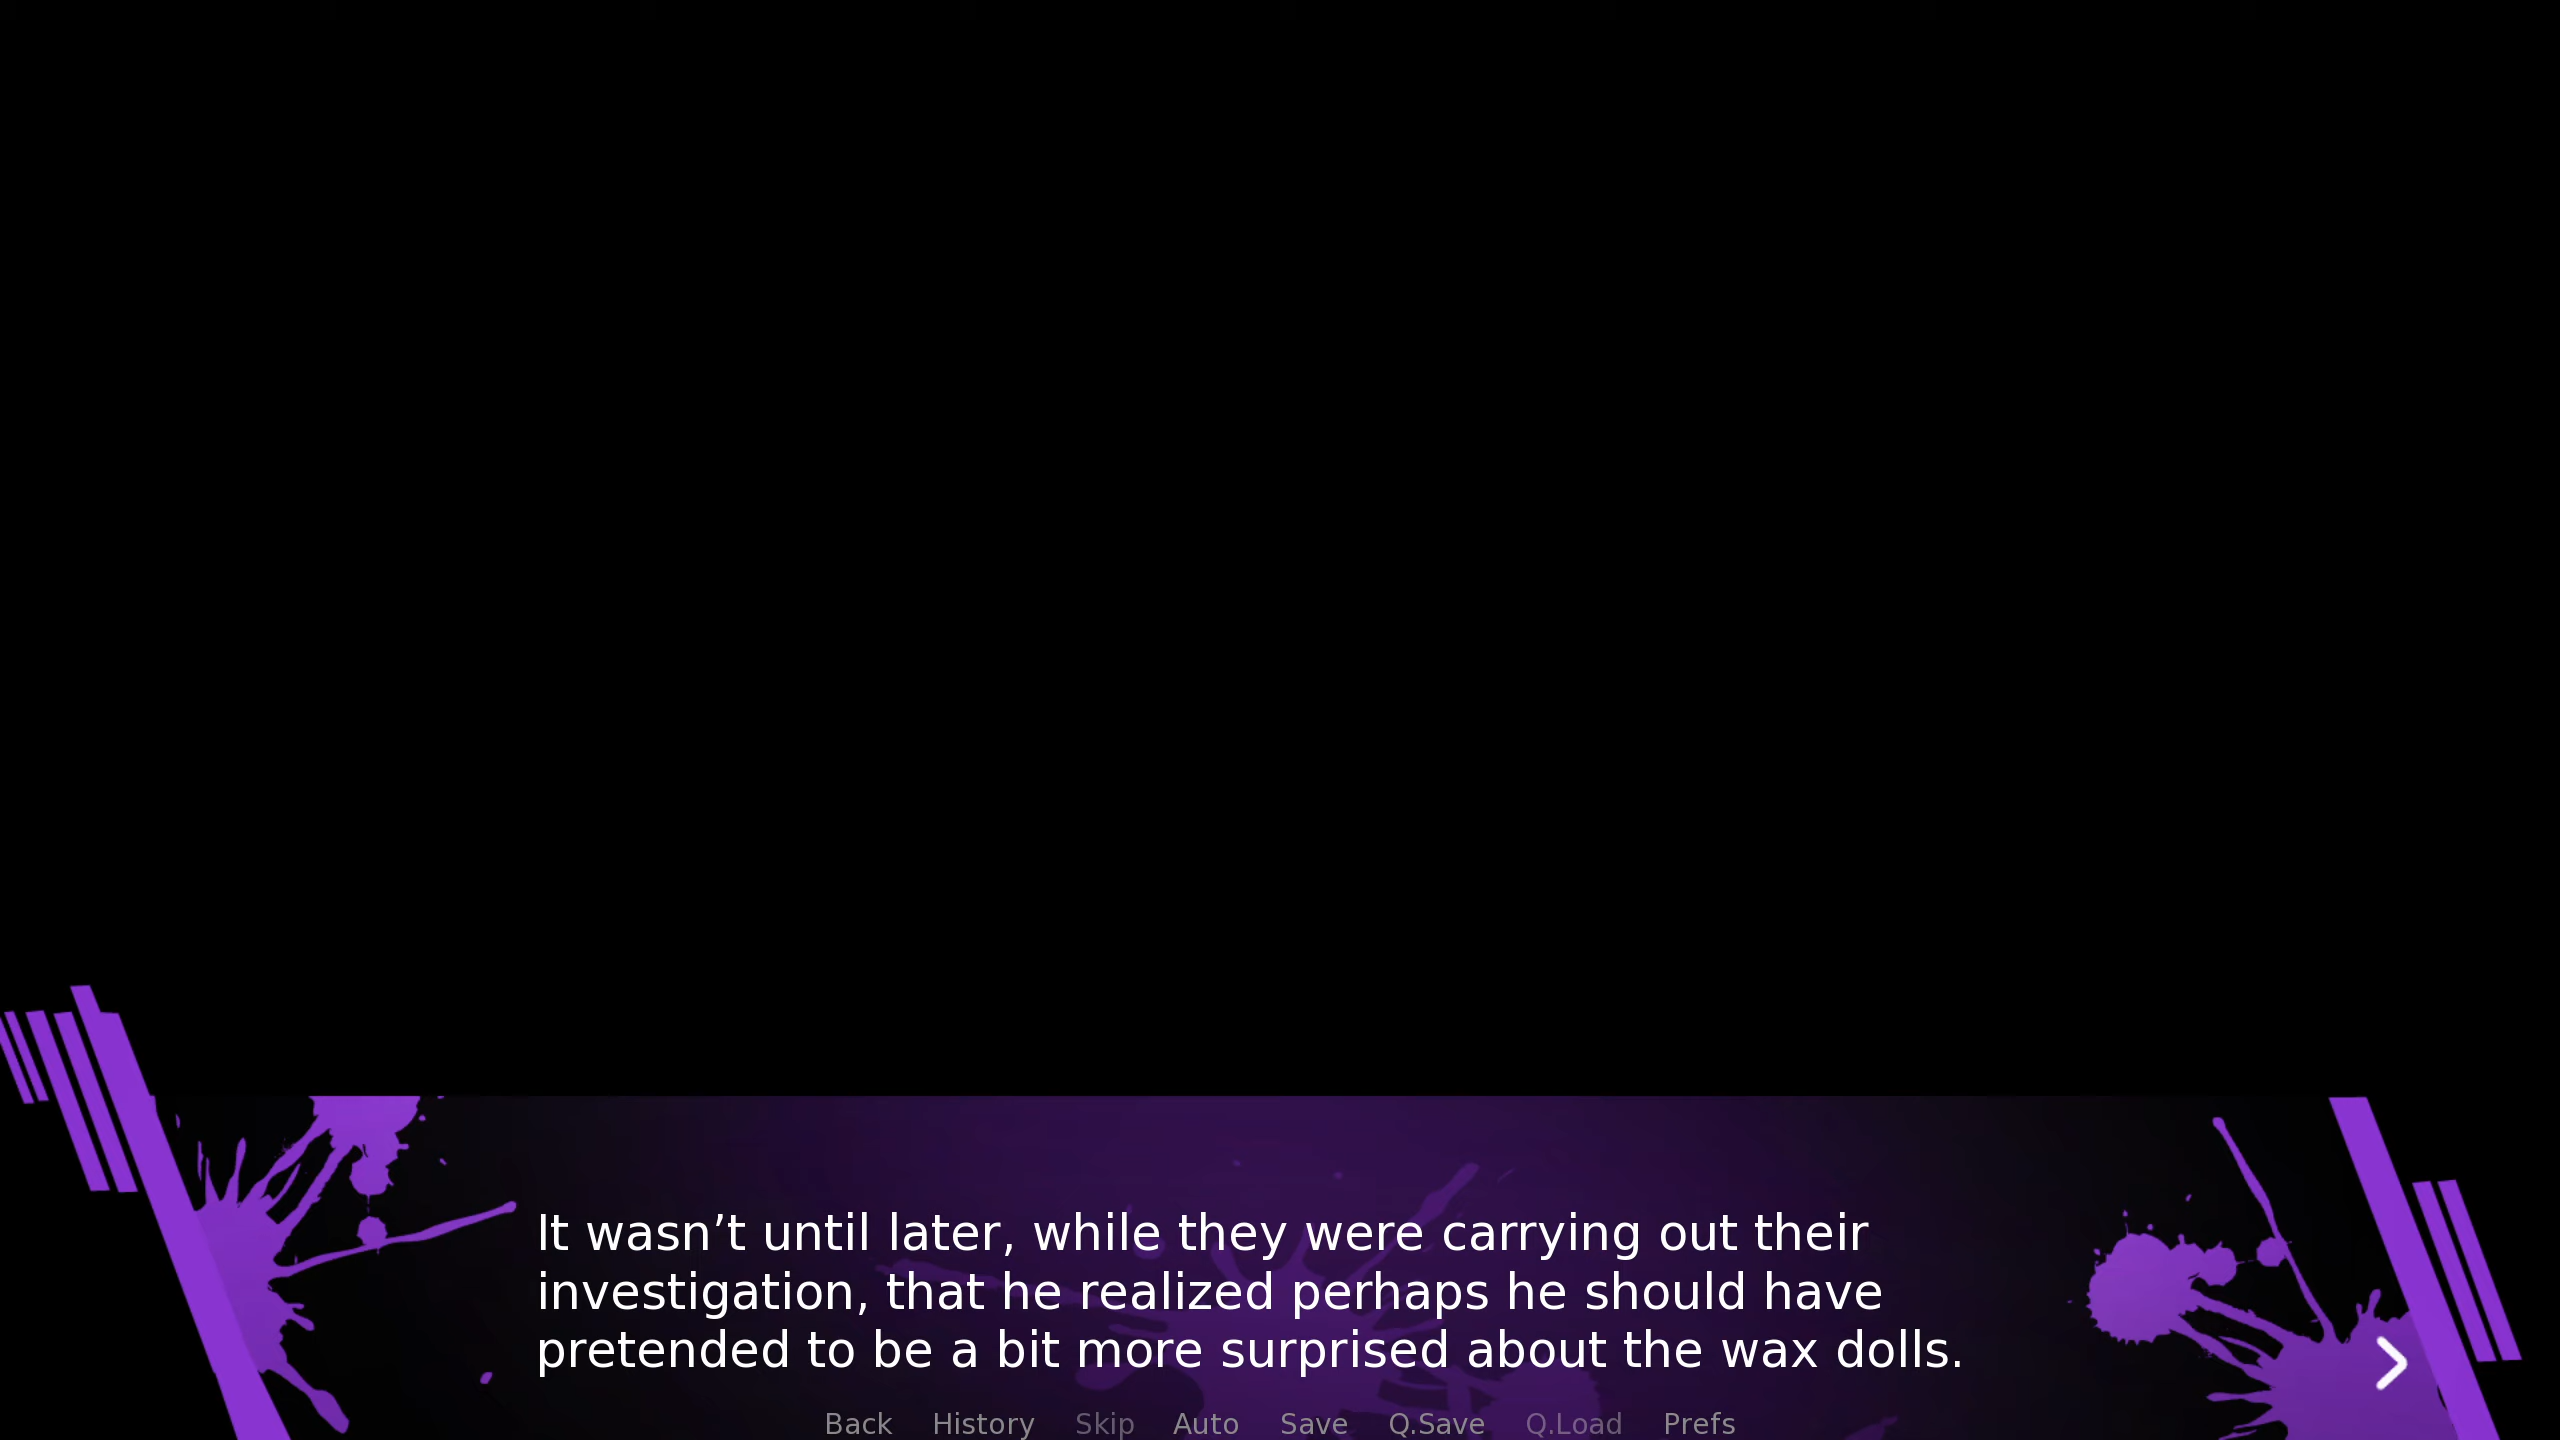 It wasn’t until later, while they were carrying out their
investigation, that he realized perhaps he should have
pretended to be a bit more surprised about the wax dolls.
Back History Skip Auto Save Q.Save Q.Load Prefs